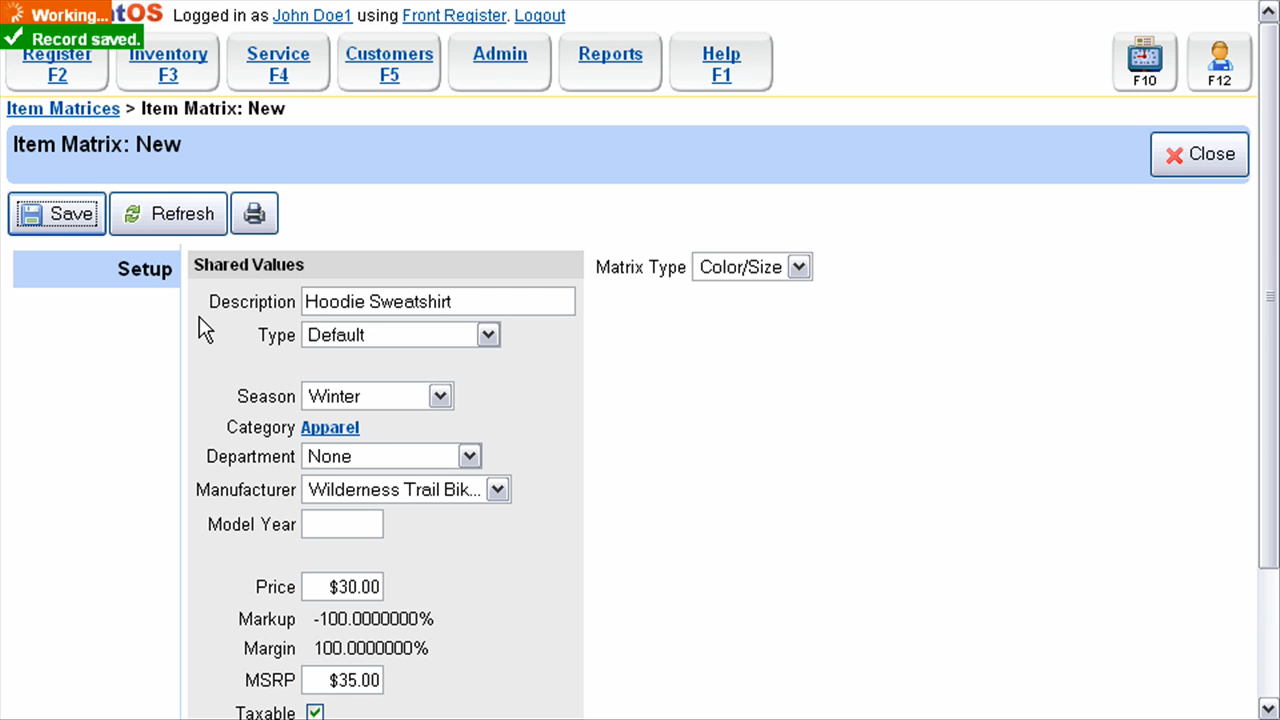 Working... ntOS Logged in as John Doe1 using Front Register. Logout
Record saved.
Register F2
Inventory F3
Service F4
Customers F5
Admin
Reports
Help F1
F10
F12
Item Matrices > Item Matrix: New
Item Matrix: New
Close
Save
Refresh
Setup
Shared Values
Matrix Type Color/Size
Description Hoodie Sweatshirt
Type Default
Season Winter
Category Apparel
Department None
Manufacturer Wilderness Trail Bik...
Model Year
Price $30.00
Markup -100.0000000%
Margin 100.0000000%
MSRP $35.00
Taxable